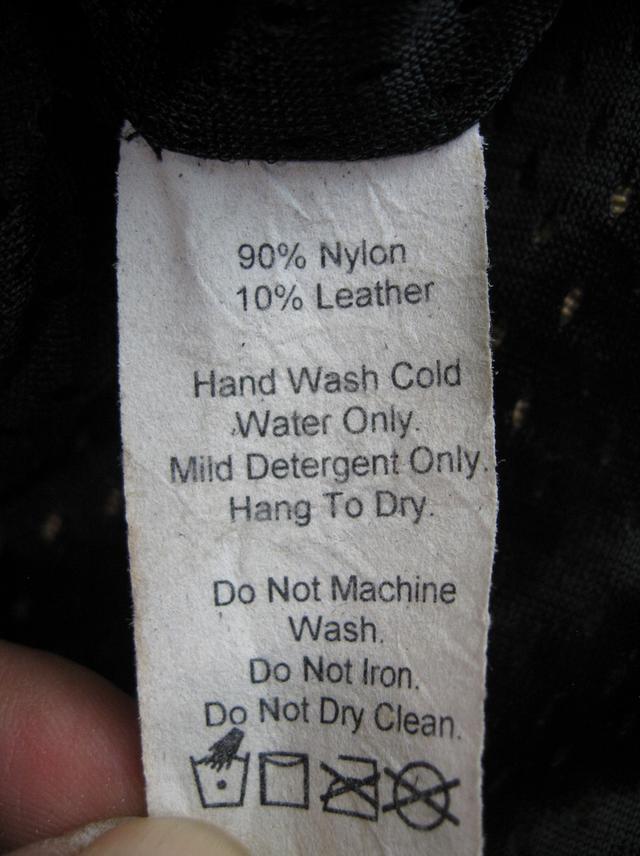 90% Nylon
10% Leather
Hand Wash Cold
Water Only.
Mild Detergent Only.
Hang To Dry.
Do Not Machine
Wash.
Do Not Iron.
Do Not Dry Clean.